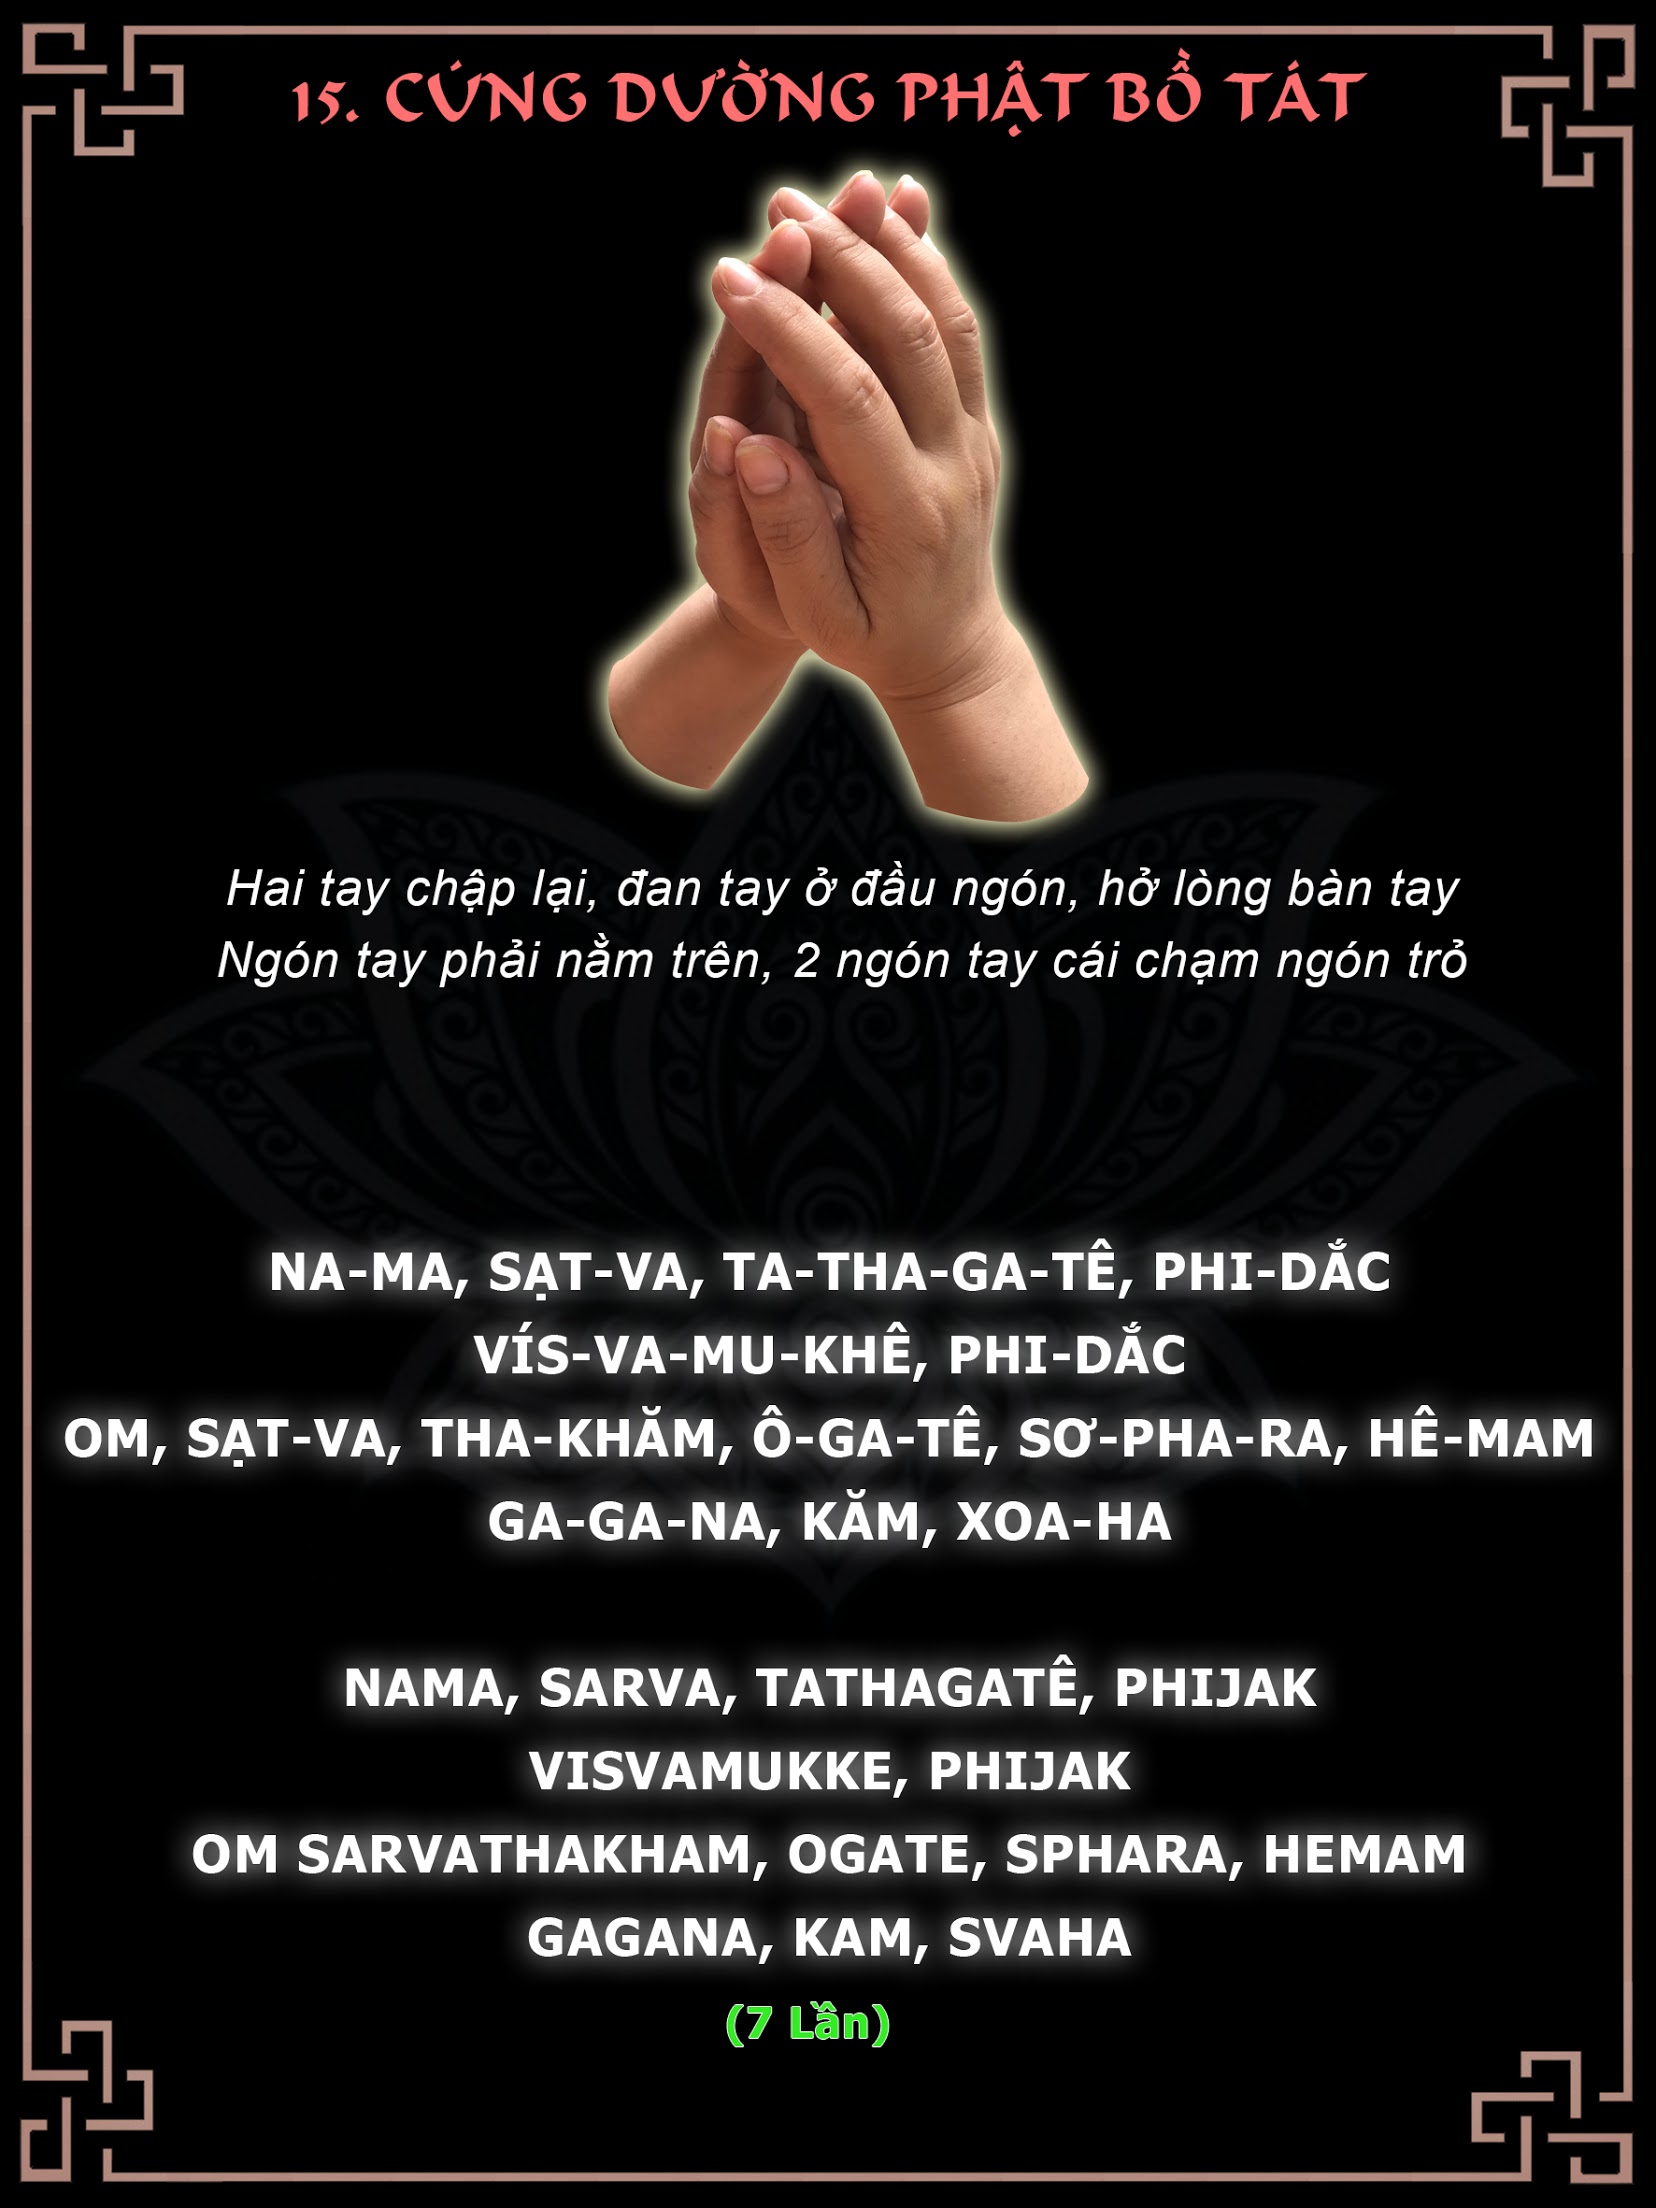 15. CÚNG DƯỜNG PHẬT BỒ TÁT
Hai tay chập lại, đan tay ở đầu ngón, hở lòng bàn tay
Ngón tay phải nằm trên, 2 ngón tay cái chạm ngón trỏ
NA-MA, SẠT-VA, TA-THA-GA-TÊ, PHI-DẮC
VÍS-VA-MU-KHÊ, PHI-DẮC
OM, SẠT-VA, THA-KHĂM, Ô-GA-TÊ, SƠ-PHA-RA, HÊ-MAM
GA-GA-NA, KĂM, XOA-HA
NAMA, SARVA, TATHAGATÊ, PHIJAK
VISVAMUKKE, PHIJAK
OM SARVATHAKHAM, OGATE, SPHARA, HEMAM
GAGANA, KAM, SVAHA
(7 Lần)